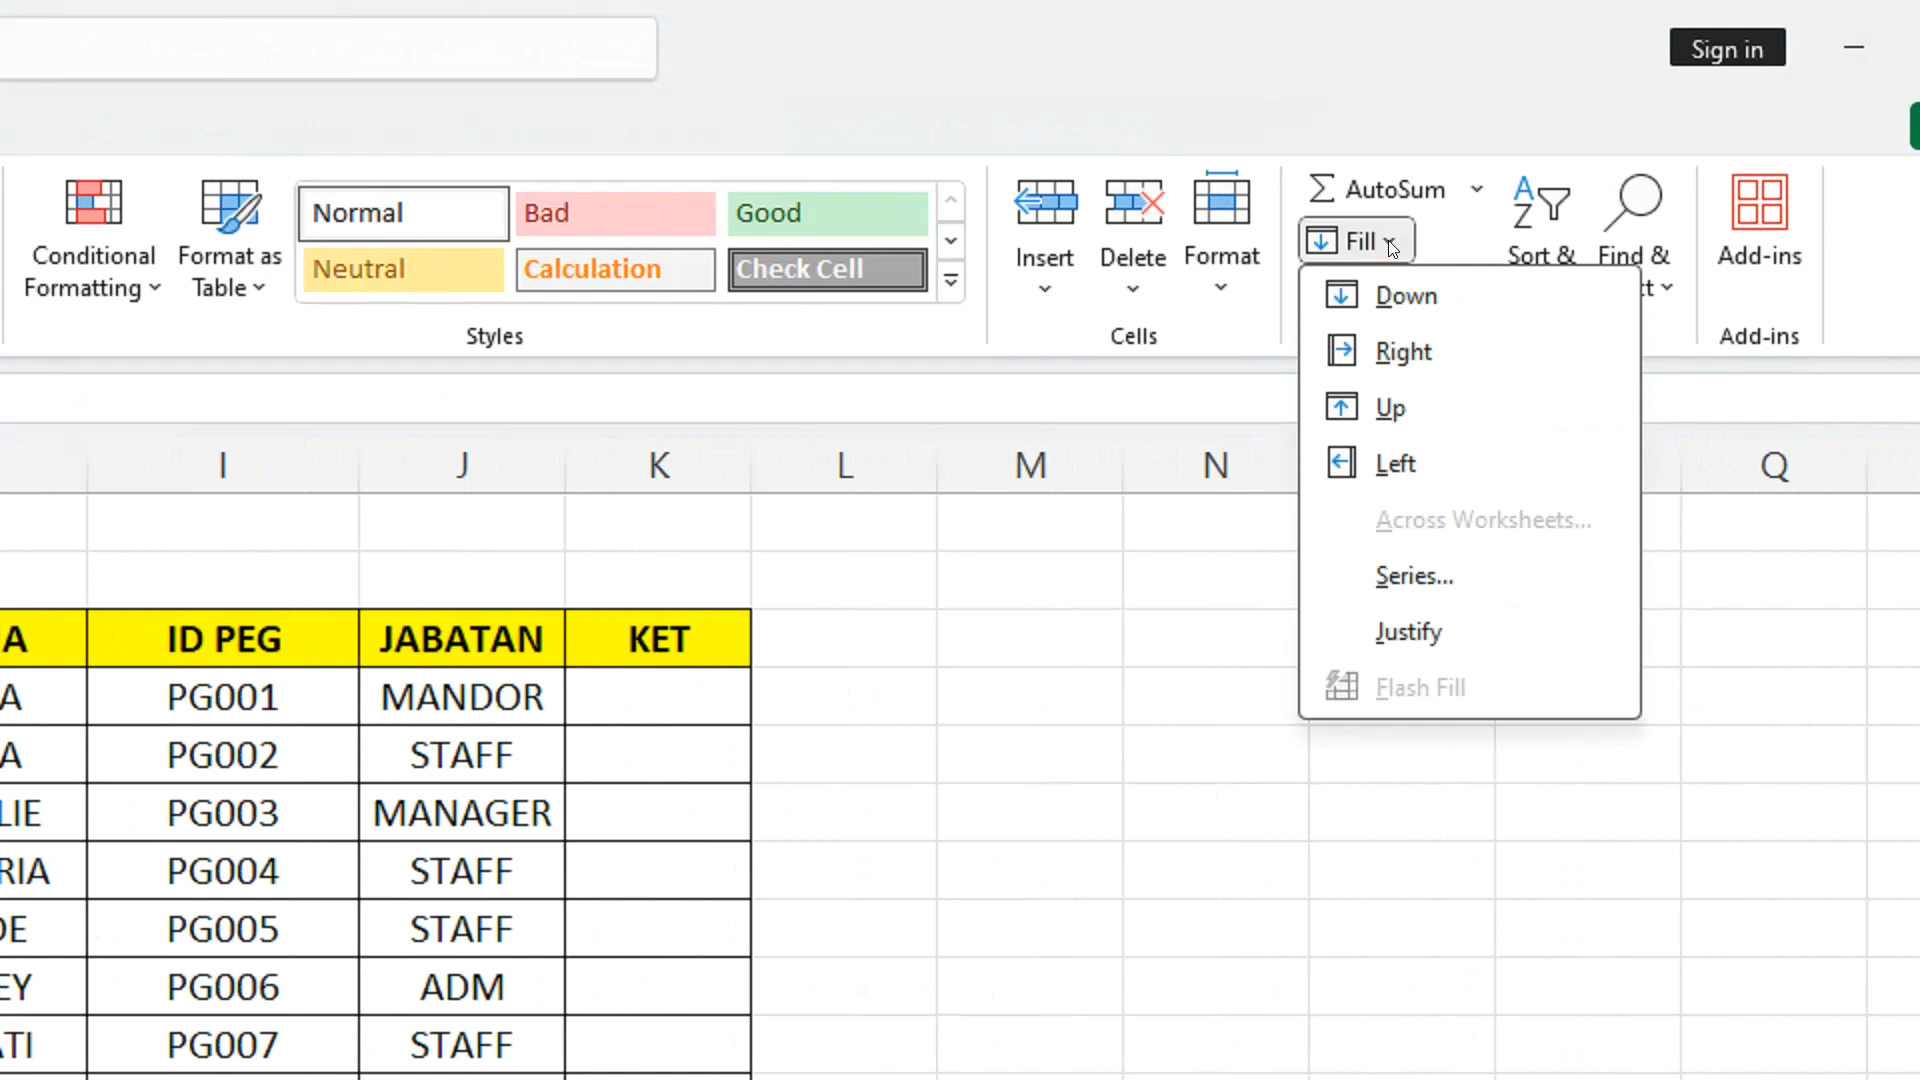 Sign in
Conditional
Formatting
Format as
Table
Normal
Bad
Good
Neutral
Calculation
Check Cell
Styles
Insert
Delete
Format
Cells
AutoSum
Fill
Sort &
Find &
Add-ins
Add-ins
Down
Right
Up
Left
Across Worksheets...
Series...
Justify
Flash Fill
I J K L M N Q
A ID PEG JABATAN KET
A PG001 MANDOR
A PG002 STAFF
LIE PG003 MANAGER
RIA PG004 STAFF
DE PG005 STAFF
EY PG006 ADM
ATI PG007 STAFF